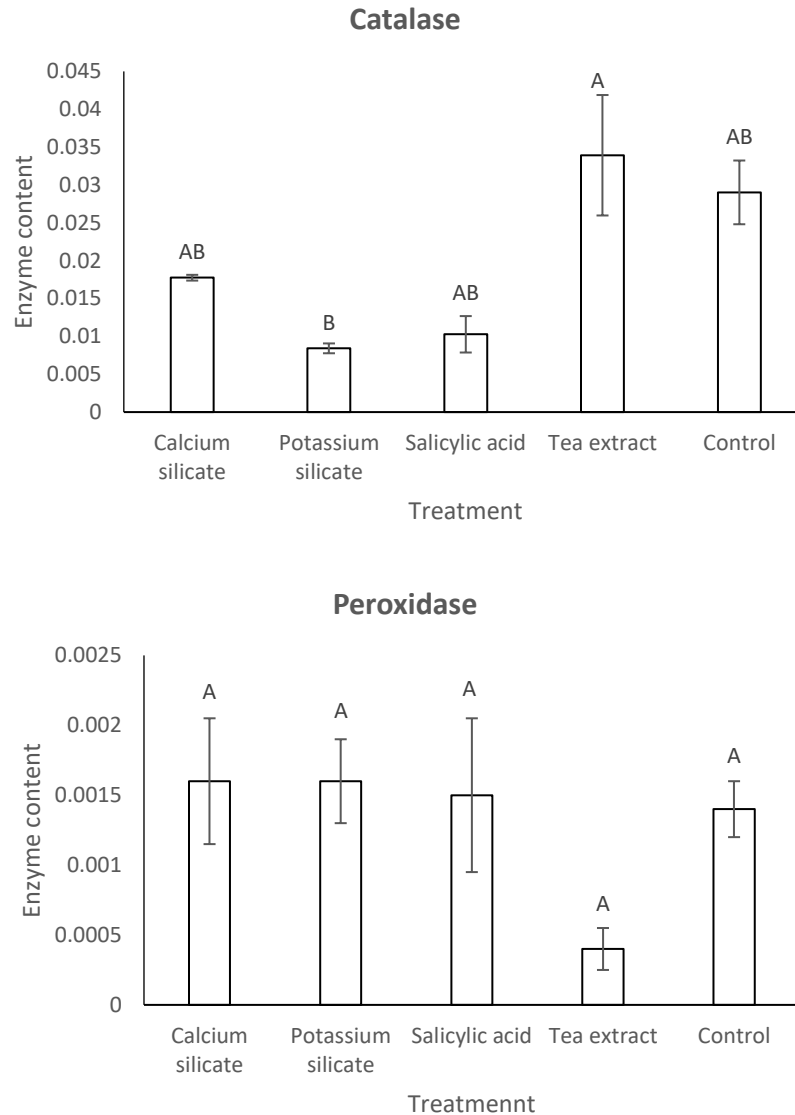 Catalase
0.045
0.04
0.035
0.03
0.025
0.02
0.015
0.01
0.005
0
Enzyme content
AB
B
AB
A
AB
Calcium
silicate
Potassium
silicate
Salicylic acid
Tea extract
Control
Treatment
Peroxidase
0.0025
0.002
0.0015
0.001
0.0005
0
Enzyme content
A
A
A
A
A
Calcium
silicate
Potassium
silicate
Salicylic acid
Tea extract
Control
Treatmennt